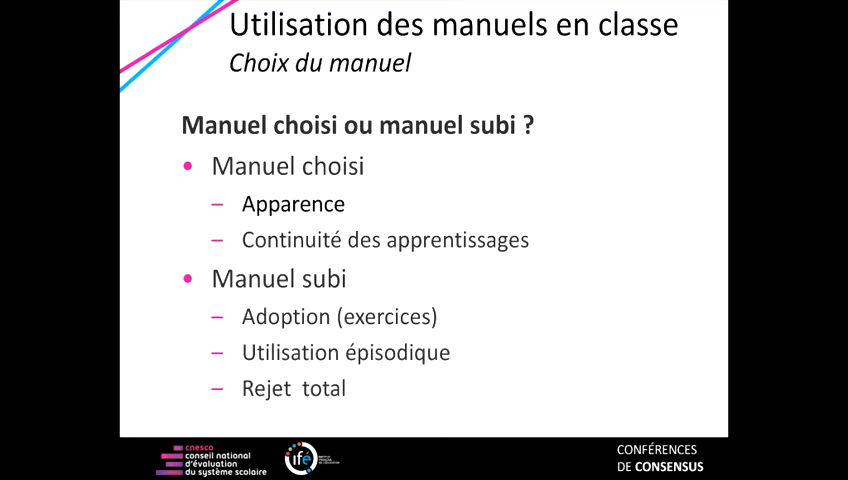 Utilisation des manuels en classe
Choix du manuel
Manuel choisi ou manuel subi ?
• Manuel choisi
– Apparence
– Continuité des apprentissages
• Manuel subi
– Adoption (exercices)
– Utilisation épisodique
– Rejet total
cnesco
conseil national
d'évaluation
du système scolaire
ifé
CONFÉRENCES
DE CONSENSUS